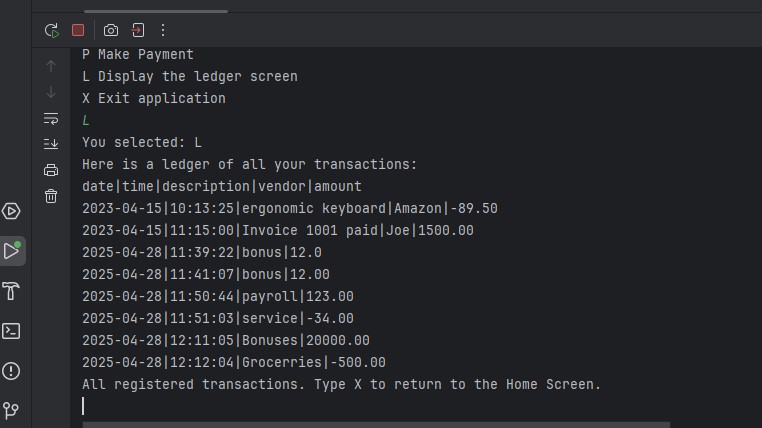 P Make Payment
L Display the ledger screen
X Exit application
L
You selected: L
Here is a ledger of all your transactions:
date|time|description|vendor|amount
2023-04-15|10:13:25|ergonomic keyboard|Amazon|-89.50
2023-04-15|11:15:00|Invoice 1001 paid|Joe|1500.00
2025-04-28|11:39:22|bonus|12.0
2025-04-28|11:41:07|bonus|12.00
2025-04-28|11:50:44|payroll|123.00
2025-04-28|11:51:03|service|-34.00
2025-04-28|12:11:05|Bonuses|20000.00
2025-04-28|12:12:04|Grocerries|-500.00
All registered transactions. Type X to return to the Home Screen.